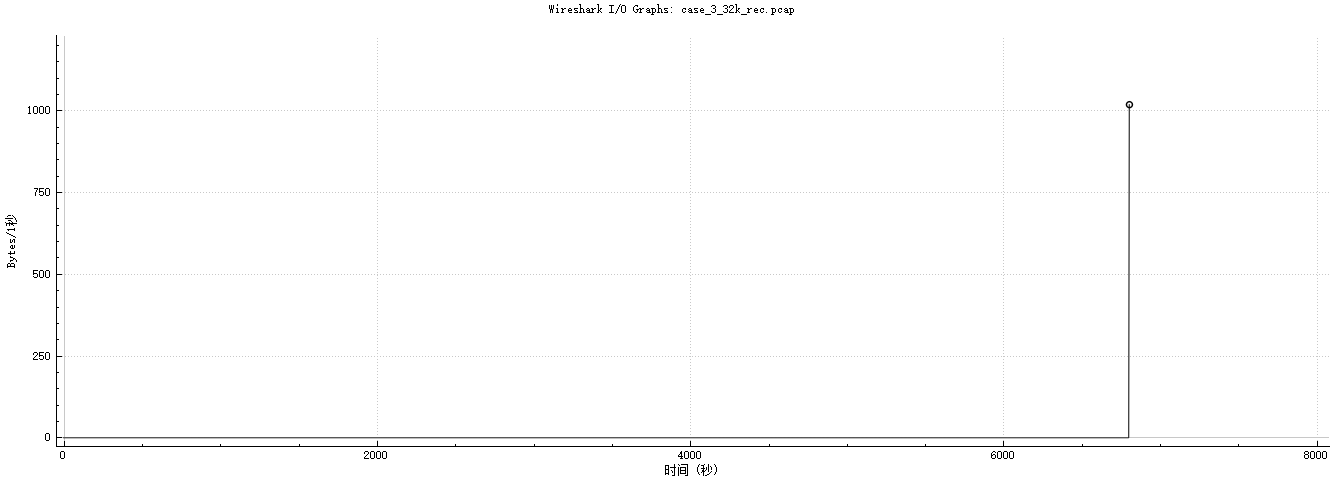 Wireshark I/O Graphs: case_3_32k_rec.pcap
1000
750
500
250
0
Bytes/1秒
0 2000 4000 6000 8000
时间 (秒)